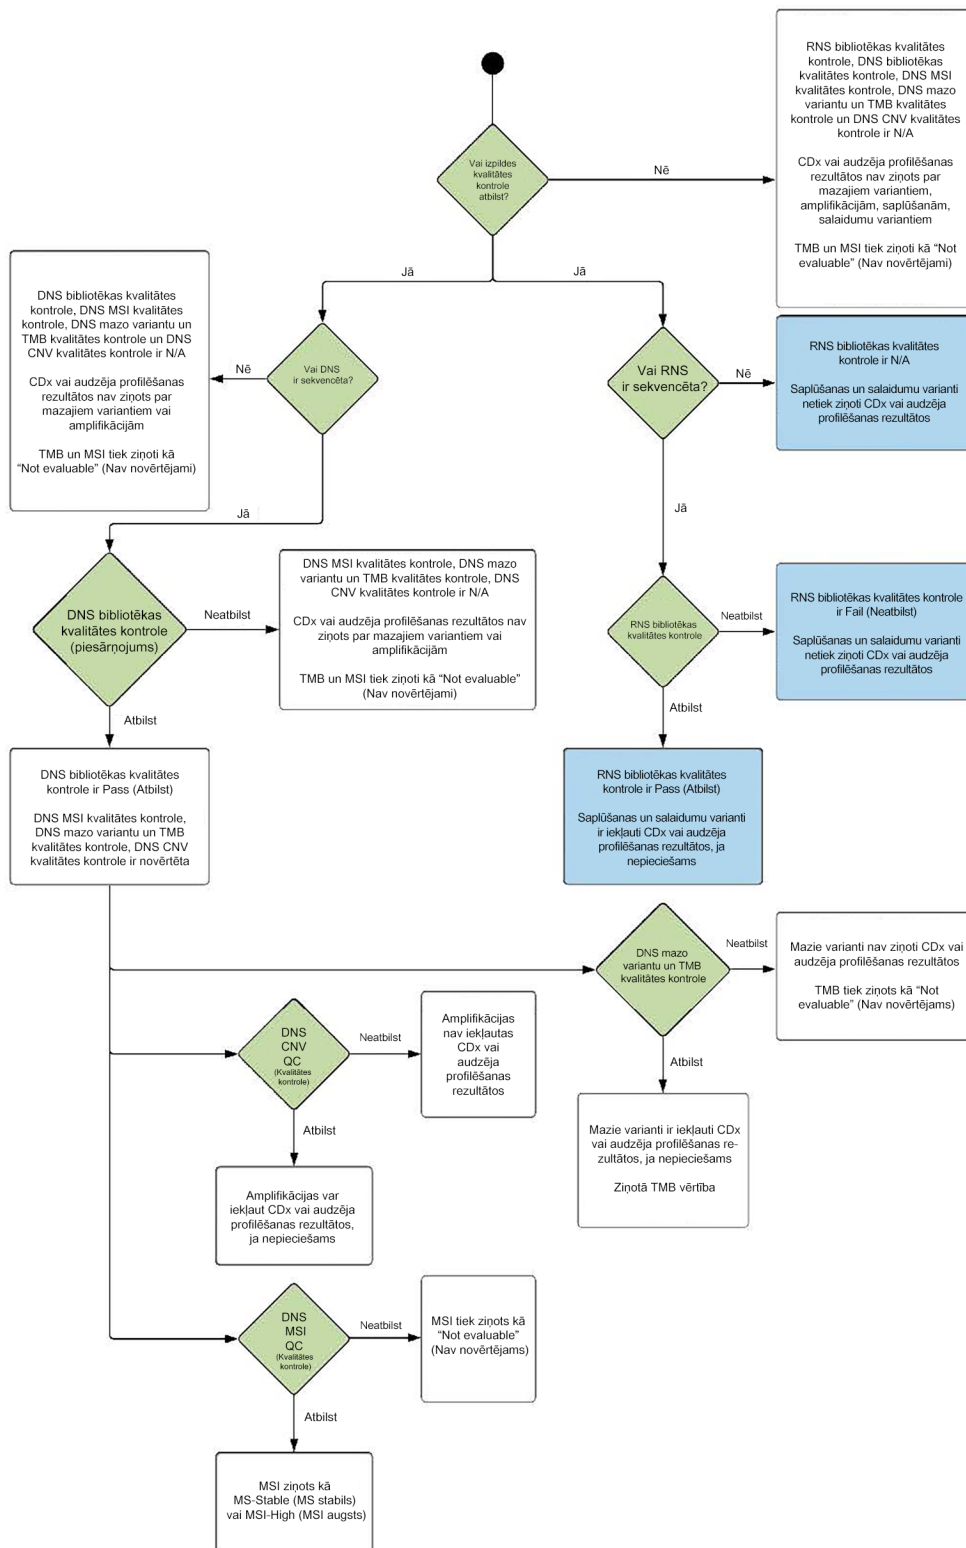 Vai izpildes
kvalitātes
kontrole
atbilst?
Nē
RNS bibliotēkas kvalitātes
kontrole, DNS bibliotēkas
kvalitātes kontrole, DNS MSI
kvalitātes kontrole, DNS mazo
variantu un TMB kvalitātes
kontrole un DNS CNV kvalitātes
kontrole ir N/A
CDx vai audzēja profilēšanas
rezultātos nav ziņots par
mazajiem variantiem,
amplifikācijām, saplūšanām,
salaidumu variantiem
TMB un MSI tiek ziņoti kā “Not
evaluable” (Nav novērtējami)
Jā
Jā
DNS bibliotēkas kvalitātes
kontrole, DNS MSI kvalitātes
kontrole, DNS mazo variantu un
TMB kvalitātes kontrole un DNS
CNV kvalitātes kontrole ir N/A
CDx vai audzēja profilēšanas
rezultātos nav ziņots par
mazajiem variantiem vai
amplifikācijām
TMB un MSI tiek ziņoti kā
“Not evaluable” (Nav novērtējami)
Nē
Vai DNS
ir sekvencēta?
Vai RNS
ir sekvencēta?
Nē
RNS bibliotēkas kvalitātes
kontrole ir N/A
Saplūšanas un salaidumu varianti
netiek ziņoti CDx vai audzēja
profilēšanas rezultātos
Jā
Jā
DNS bibliotēkas
kvalitātes kontrole
(piesārņojums)
Neatbilst
DNS MSI kvalitātes kontrole, DNS mazo
variantu un TMB kvalitātes kontrole, DNS
CNV kvalitātes kontrole ir N/A
CDx vai audzēja profilēšanas rezultātos nav
ziņots par mazajiem variantiem vai
amplifikācijām
TMB un MSI tiek ziņoti kā “Not evaluable”
(Nav novērtējami)
RNS bibliotēkas
kvalitātes kontrole
Neatbilst
RNS bibliotēkas kvalitātes kontrole
ir Fail (Neatbilst)
Saplūšanas un salaidumu varianti
netiek ziņoti CDx vai audzēja
profilēšanas rezultātos
Atbilst
Atbilst
DNS bibliotēkas kvalitātes
kontrole ir Pass (Atbilst)
DNS MSI kvalitātes kontrole,
DNS mazo variantu un TMB
kvalitātes kontrole, DNS CNV
kvalitātes kontrole ir novērtēta
RNS bibliotēkas kvalitātes
kontrole ir Pass (Atbilst)
Saplūšanas un salaidumu varianti
ir iekļauti CDx vai audzēja
profilēšanas rezultātos, ja
nepieciešams
DNS mazo
variantu un TMB
kvalitātes kontrole
Neatbilst
Mazie varianti nav ziņoti CDx vai
audzēja profilēšanas rezultātos
TMB tiek ziņots kā “Not
evaluable” (Nav novērtējams)
Atbilst
Mazie varianti ir iekļauti CDx
vai audzēja profilēšanas re-
zultātos, ja nepieciešams
Ziņotā TMB vērtība
DNS
CNV
QC
(Kvalitātes
kontrole)
Neatbilst
Amplifikācijas
nav iekļautas
CDx vai
audzēja
profilēšanas
rezultātos
Atbilst
Amplifikācijas var
iekļaut CDx vai audzēja
profilēšanas rezultātos,
ja nepieciešams
DNS
MSI
QC
(Kvalitātes
kontrole)
Neatbilst
MSI tiek ziņots kā
“Not evaluable”
(Nav novērtējams)
Atbilst
MSI ziņots kā
MS-Stable (MS stabils)
vai MSI-High (MSI augsts)